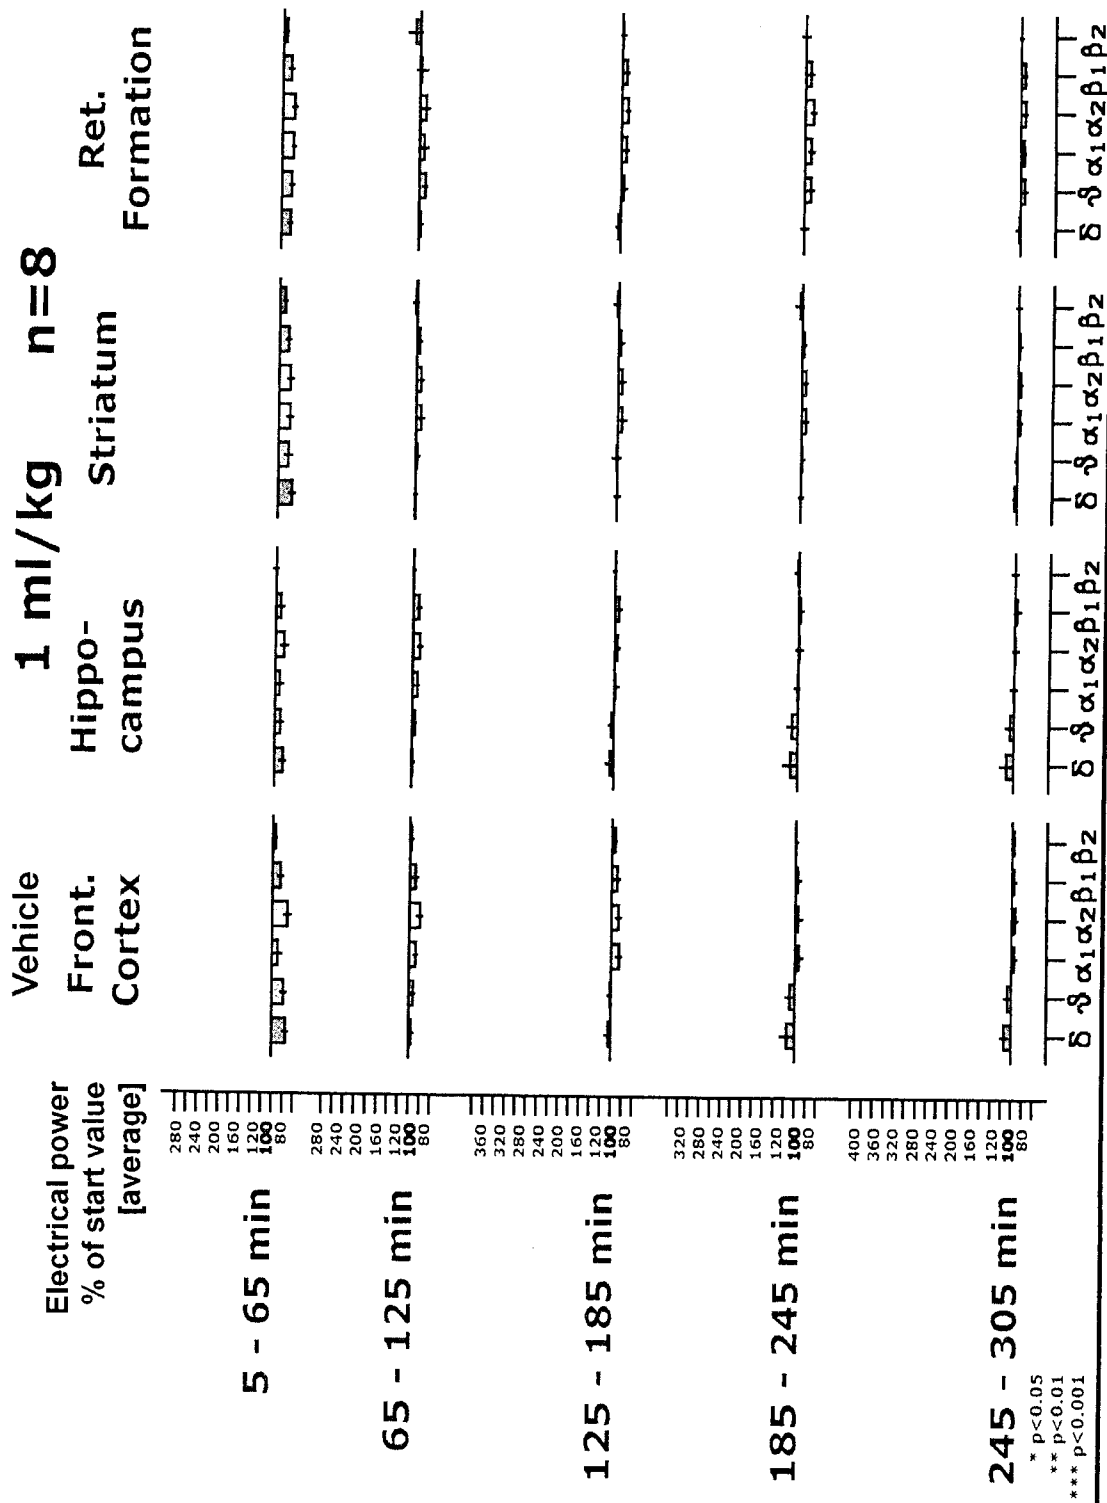 Vehicle 1 ml/kg n=8
Electrical power
% of start value
[average]
Front.
Cortex
Hippo-
campus
Striatum
Ret.
Formation
280
240
200
160
120
100
80
5 - 65 min
280
240
200
160
120
100
80
65 - 125 min
360
320
280
240
200
160
120
100
80
125 - 185 min
320
280
240
200
160
120
100
80
185 - 245 min
400
360
320
280
240
200
160
120
100
80
245 - 305 min
δ ϑ α1 α2 β1 β2
δ ϑ α1 α2 β1 β2
δ ϑ α1 α2 β1 β2
δ ϑ α1 α2 β1 β2
* p<0.05
** p<0.01
*** p<0.001